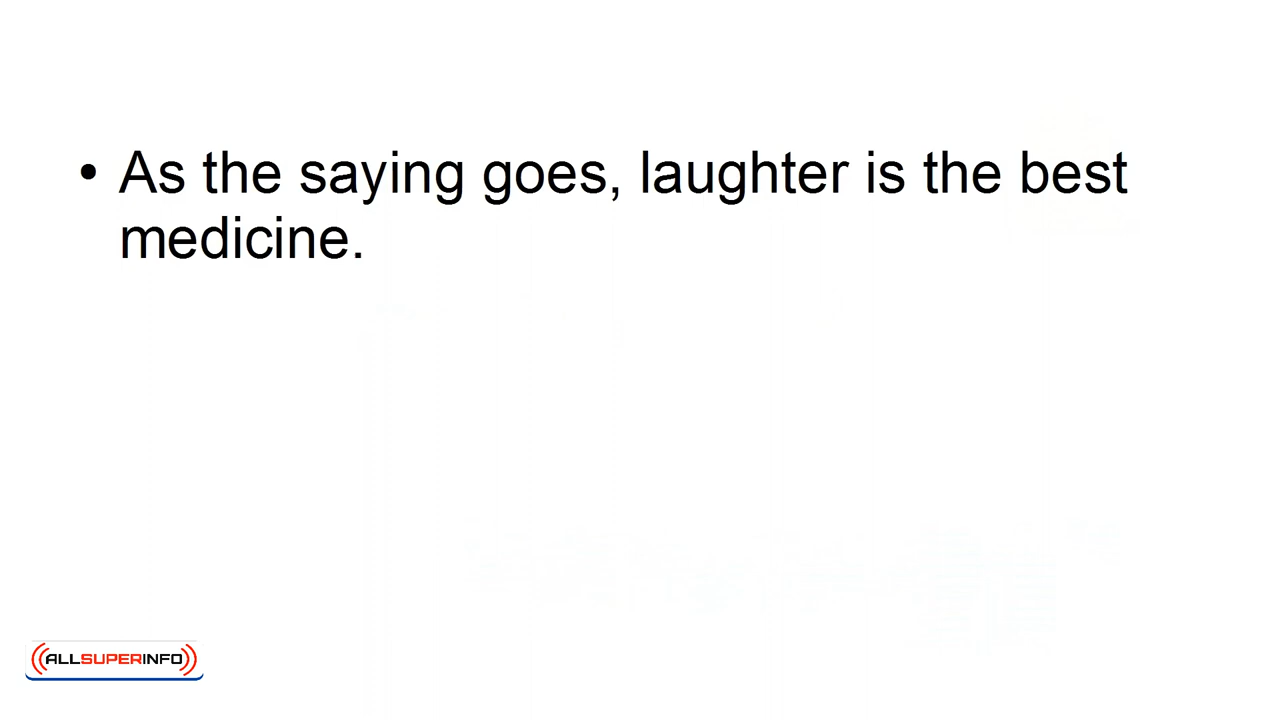 • As the saying goes, laughter is the best
medicine.
ALLSUPERINFO